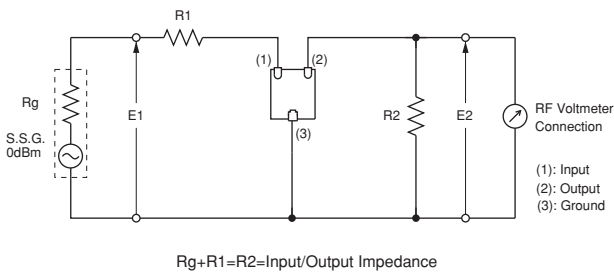 R1
(1)
(2)
Rg
E1
R2
E2
RF Voltmeter
Connection
S.S.G.
0dBm
(3)
(1): Input
(2): Output
(3): Ground
Rg+R1=R2=Input/Output Impedance